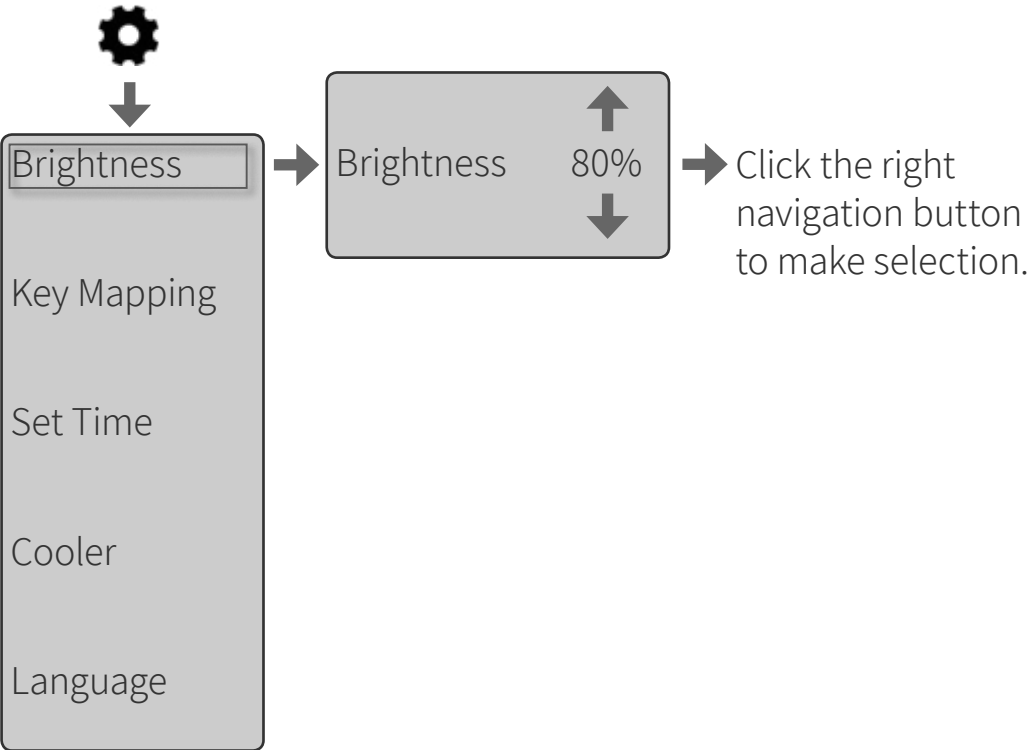 Brightness
Key Mapping
Set Time
Cooler
Language
Brightness 80%
Click the right
navigation button
to make selection.